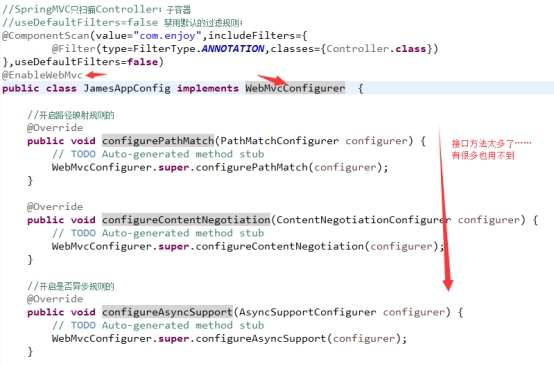 //SpringMVC只扫描Controller；子容器
//useDefaultFilters=false 禁用默认的过滤规则；
@ComponentScan(value="com.enjoy",includeFilters={
@Filter(type=FilterType.ANNOTATION,classes={Controller.class})
},useDefaultFilters=false)
@EnableWebMvc
public class JamesAppConfig implements WebMvcConfigurer {
//开启路径映射规则的
@Override
public void configurePathMatch(PathMatchConfigurer configurer) {
// TODO Auto-generated method stub
WebMvcConfigurer.super.configurePathMatch(configurer);
}
接口方法太多了……
有很多也用不到
@Override
public void configureContentNegotiation(ContentNegotiationConfigurer configurer) {
// TODO Auto-generated method stub
WebMvcConfigurer.super.configureContentNegotiation(configurer);
}
//开启是否异步规则的
@Override
public void configureAsyncSupport(AsyncSupportConfigurer configurer) {
// TODO Auto-generated method stub
WebMvcConfigurer.super.configureAsyncSupport(configurer);
}